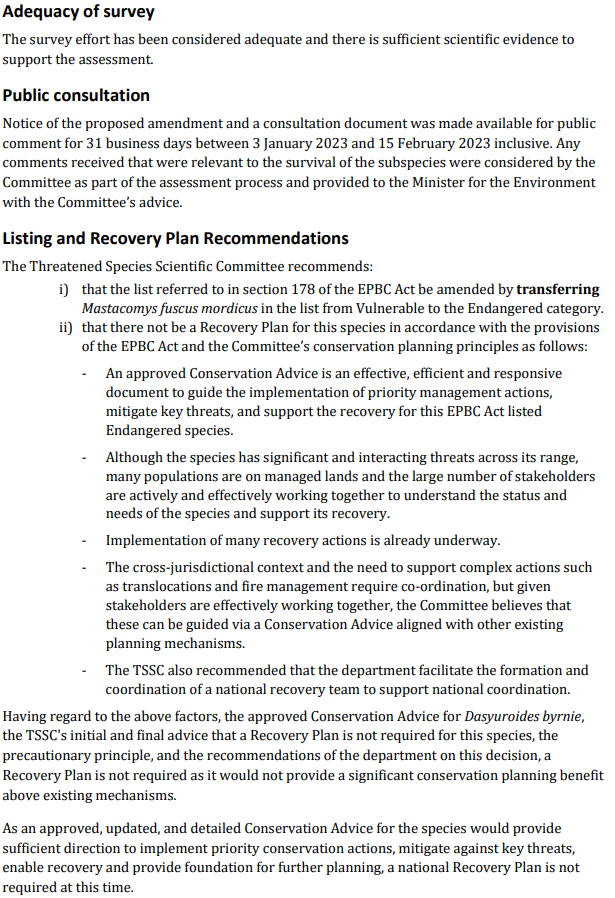 Adequacy of survey
The survey effort has been considered adequate and there is sufficient scientific evidence to
support the assessment.
Public consultation
Notice of the proposed amendment and a consultation document was made available for public
comment for 31 business days between 3 January 2023 and 15 February 2023 inclusive. Any
comments received that were relevant to the survival of the subspecies were considered by the
Committee as part of the assessment process and provided to the Minister for the Environment
with the Committee's advice.
Listing and Recovery Plan Recommendations
The Threatened Species Scientific Committee recommends:
i) that the list referred to in section 178 of the EPBC Act be amended by transferring
Mastacomys fuscus mordicus in the list from Vulnerable to the Endangered category.
ii) that there not be a Recovery Plan for this species in accordance with the provisions
of the EPBC Act and the Committee's conservation planning principles as follows:
- An approved Conservation Advice is an effective, efficient and responsive
document to guide the implementation of priority management actions,
mitigate key threats, and support the recovery for this EPBC Act listed
Endangered species.
- Although the species has significant and interacting threats across its range,
many populations are on managed lands and the large number of stakeholders
are actively and effectively working together to understand the status and
needs of the species and support its recovery.
- Implementation of many recovery actions is already underway.
- The cross-jurisdictional context and the need to support complex actions such
as translocations and fire management require co-ordination, but given
stakeholders are effectively working together, the Committee believes that
these can be guided via a Conservation Advice aligned with other existing
planning mechanisms.
- The TSSC also recommended that the department facilitate the formation and
coordination of a national recovery team to support national coordination.
Having regard to the above factors, the approved Conservation Advice for Dasyuroides byrnie,
the TSSC's initial and final advice that a Recovery Plan is not required for this species, the
precautionary principle, and the recommendations of the department on this decision, a
Recovery Plan is not required as it would not provide a significant conservation planning benefit
above existing mechanisms.
As an approved, updated, and detailed Conservation Advice for the species would provide
sufficient direction to implement priority conservation actions, mitigate against key threats,
enable recovery and provide foundation for further planning, a national Recovery Plan is not
required at this time.